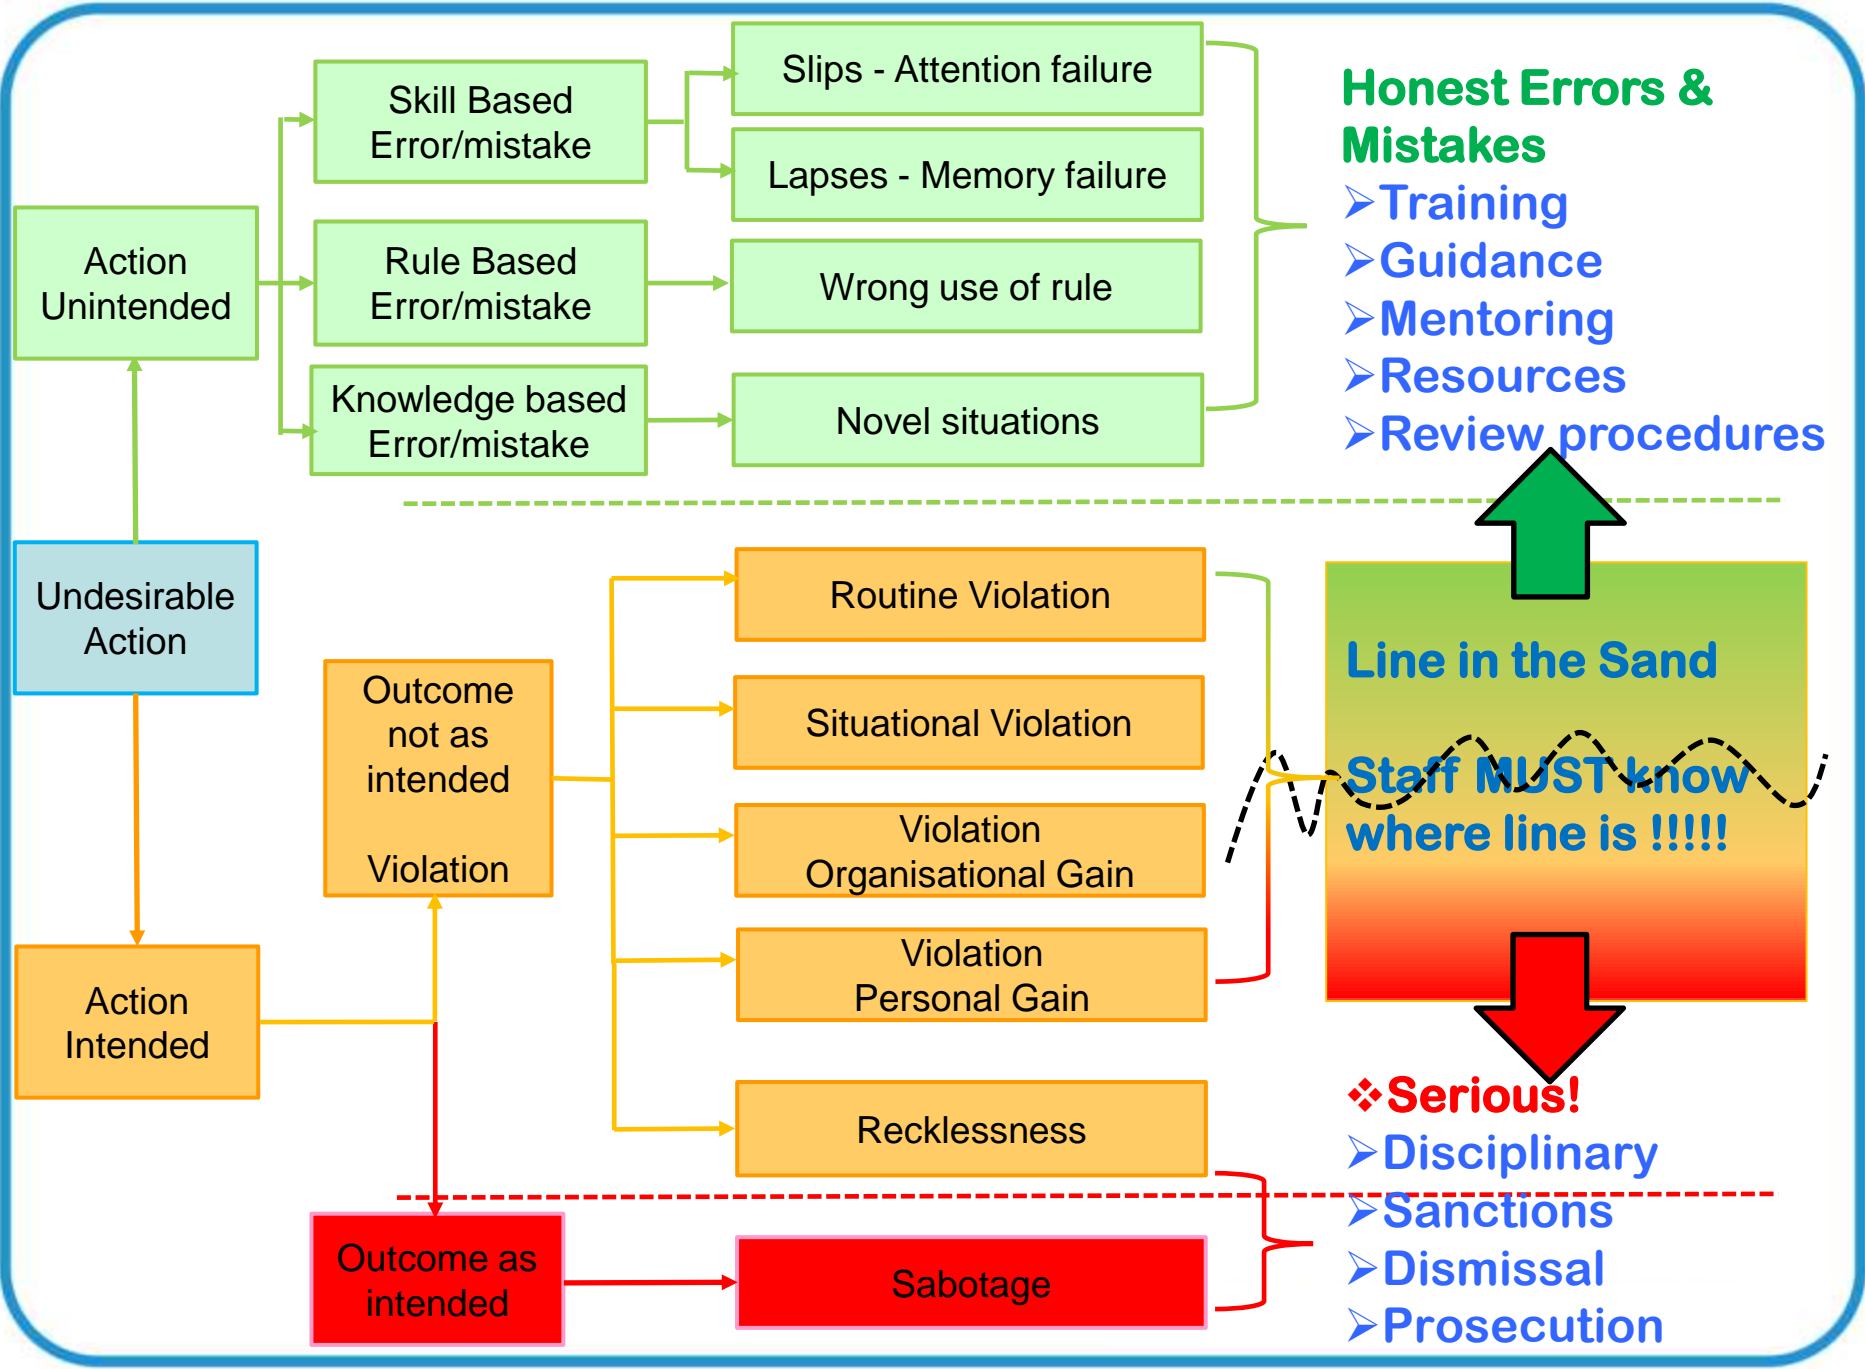 Slips - Attention failure
Skill Based
Error/mistake
Lapses - Memory failure
Action
Unintended
Rule Based
Error/mistake
Wrong use of rule
Knowledge based
Error/mistake
Novel situations
Honest Errors &
Mistakes
➢Training
➢Guidance
➢Mentoring
➢Resources
➢Review procedures
Undesirable
Action
Routine Violation
Outcome
not as
intended
Violation
Situational Violation
Violation
Organisational Gain
Violation
Personal Gain
Line in the Sand
Staff MUST know
where line is !!!!!
Action
Intended
Recklessness
Outcome as
intended
Sabotage
❖Serious!
➢Disciplinary
➢Sanctions
➢Dismissal
➢Prosecution